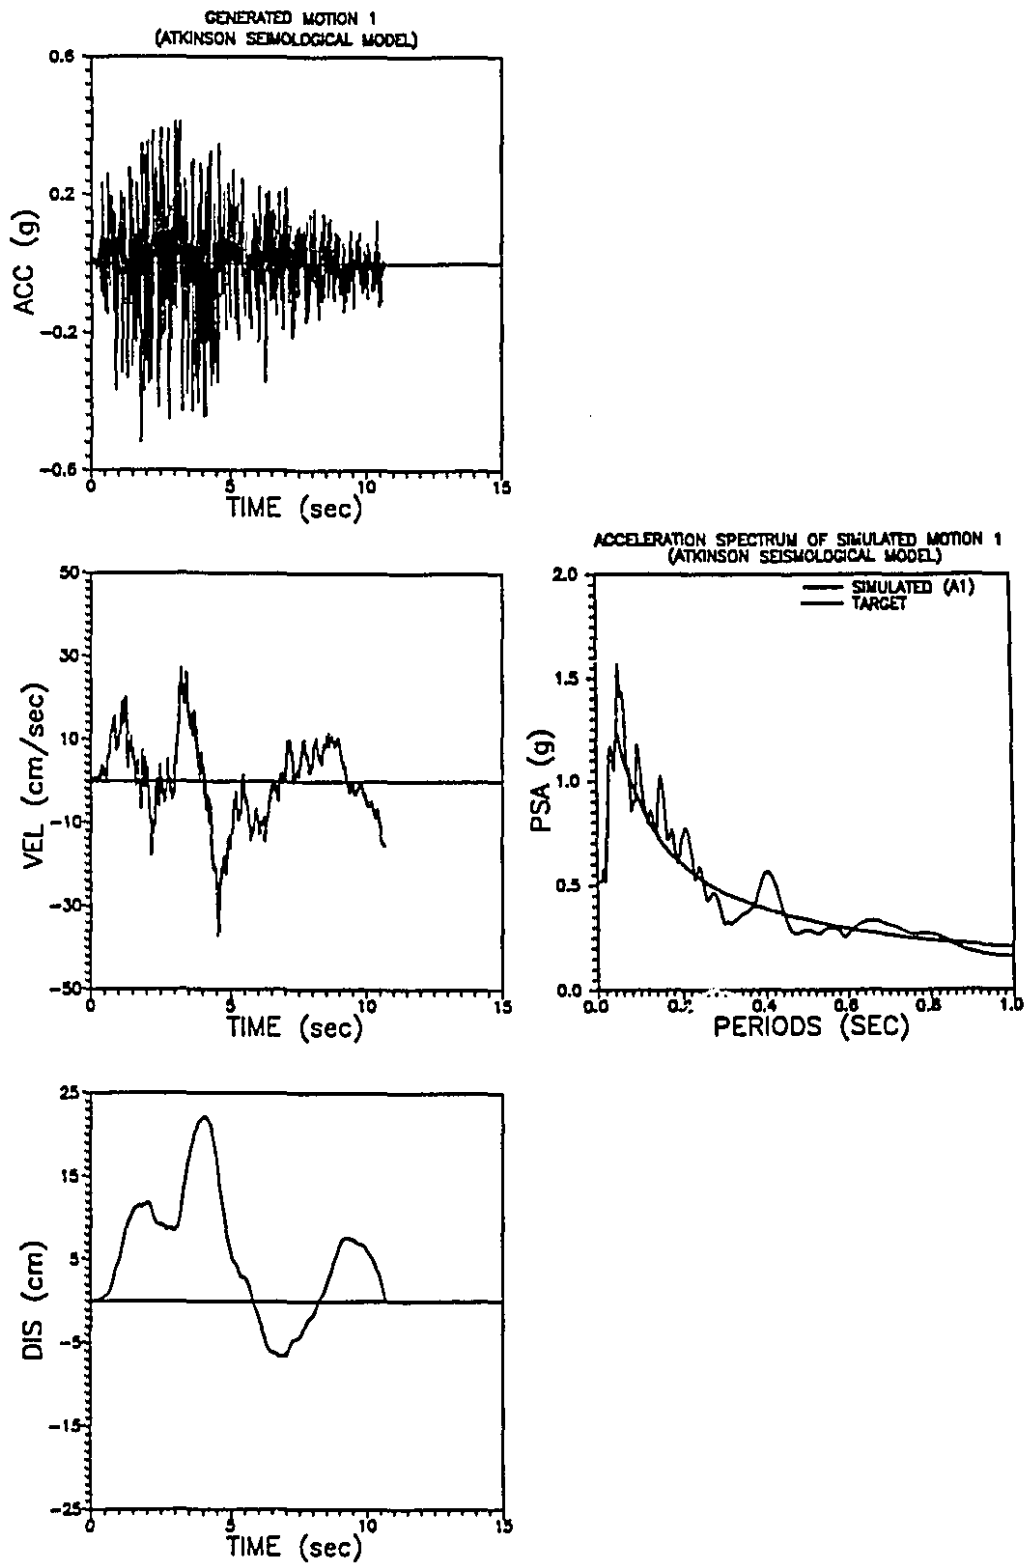 GENERATED MOTION 1
(ATKINSON SEIMOLOGICAL MODEL)
0.6
0.2
-0.2
-0.6
ACC (g)
0 5 10 15
TIME (sec)
50
30
10
-10
-30
-50
VEL (cm/sec)
0 5 10 15
TIME (sec)
ACCELERATION SPECTRUM OF SIMULATED MOTION 1
(ATKINSON SEISMOLOGICAL MODEL)
SIMULATED (A1)
TARGET
2.0
1.5
1.0
0.5
0.0
PSA (g)
0.0 0.2 0.4 0.6 0.8 1.0
PERIODS (SEC)
25
15
5
-5
-15
-25
DIS (cm)
0 5 10 15
TIME (sec)